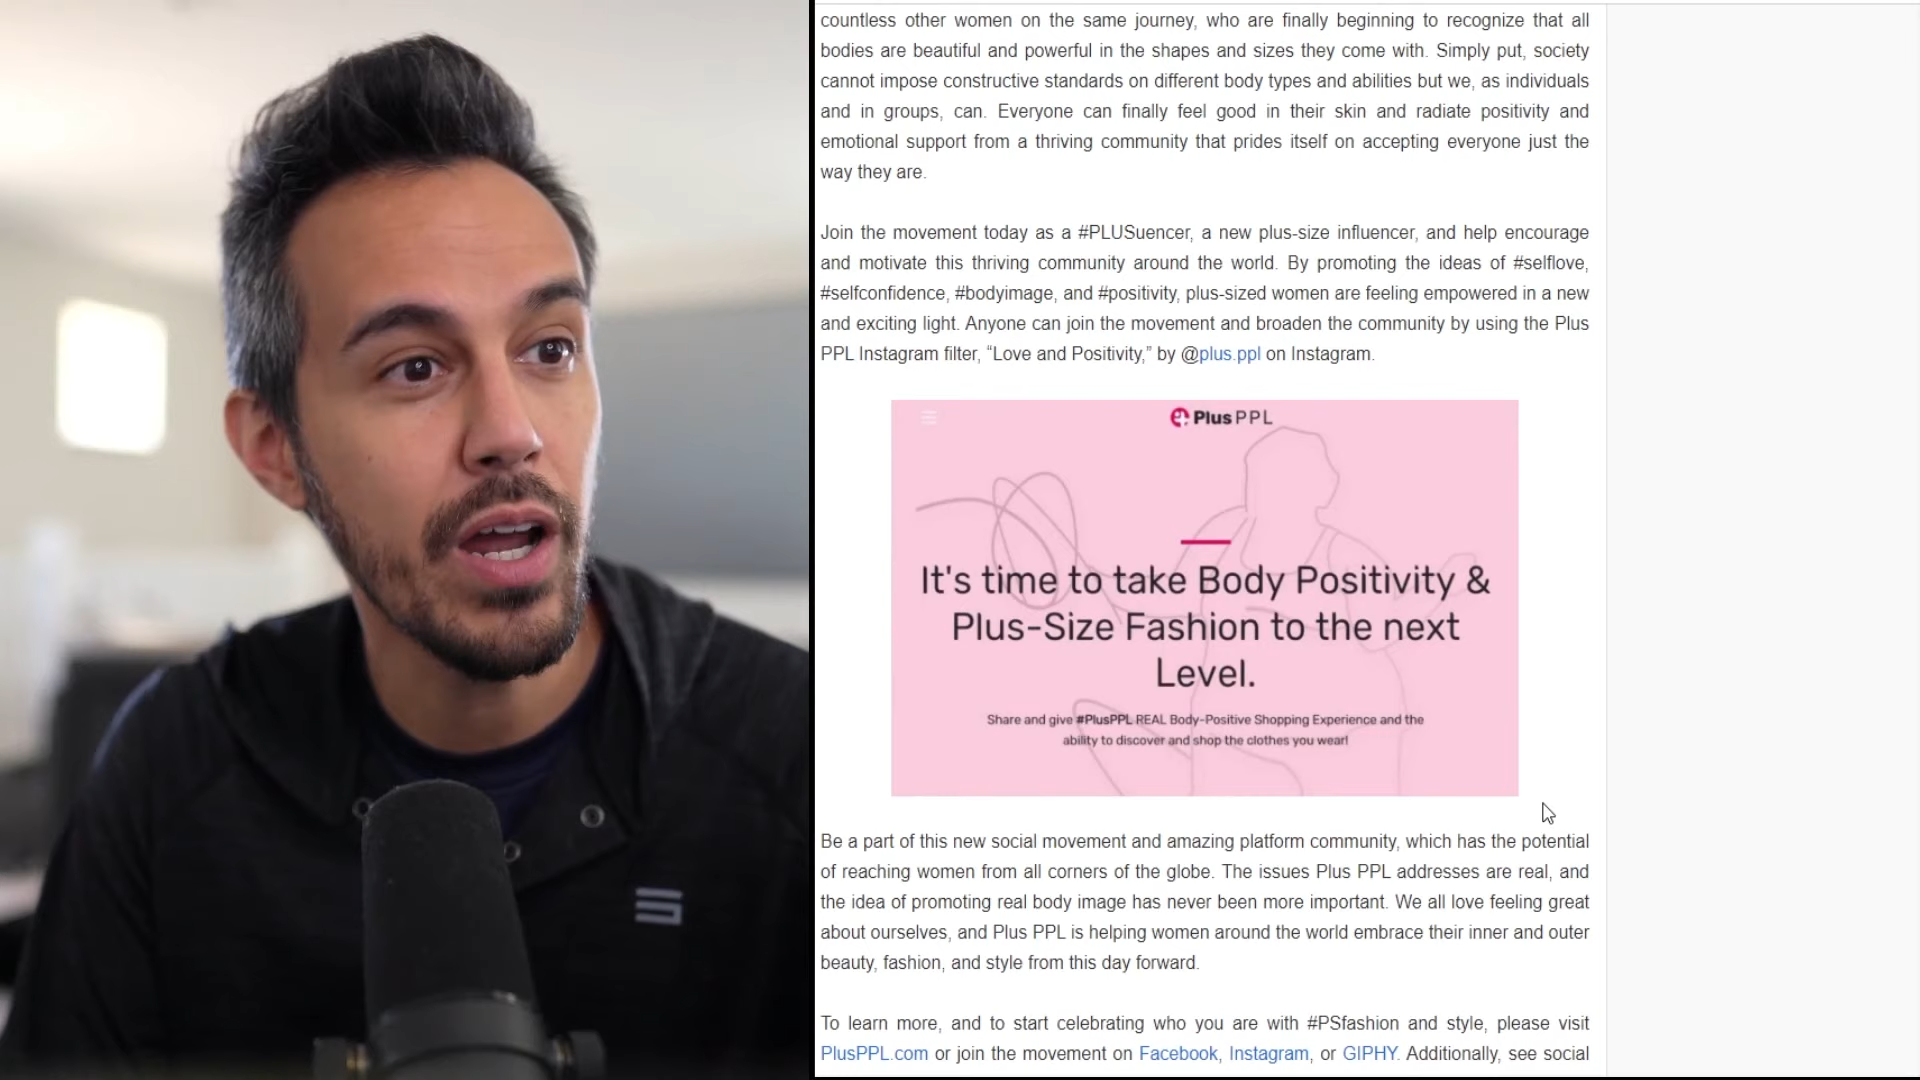 countless other women on the same journey, who are finally beginning to recognize that all
bodies are beautiful and powerful in the shapes and sizes they come with. Simply put, society
cannot impose constructive standards on different body types and abilities but we, as individuals
and in groups, can. Everyone can finally feel good in their skin and radiate positivity and
emotional support from a thriving community that prides itself on accepting everyone just the
way they are.
Join the movement today as a #PLUSuencer, a new plus-size influencer, and help encourage
and motivate this thriving community around the world. By promoting the ideas of #selflove,
#selfconfidence, #bodyimage, and #positivity, plus-sized women are feeling empowered in a new
and exciting light. Anyone can join the movement and broaden the community by using the Plus
PPL Instagram filter, “Love and Positivity,” by @plus.ppl on Instagram.
Plus PPL
It's time to take Body Positivity &
Plus-Size Fashion to the next
Level.
Share and give #PlusPPL REAL Body-Positive Shopping Experience and the
ability to discover and shop the clothes you wear!
Be a part of this new social movement and amazing platform community, which has the potential
of reaching women from all corners of the globe. The issues Plus PPL addresses are real, and
the idea of promoting real body image has never been more important. We all love feeling great
about ourselves, and Plus PPL is helping women around the world embrace their inner and outer
beauty, fashion, and style from this day forward.
To learn more, and to start celebrating who you are with #PSfashion and style, please visit
PlusPPL.com or join the movement on Facebook, Instagram, or GIPHY. Additionally, see social